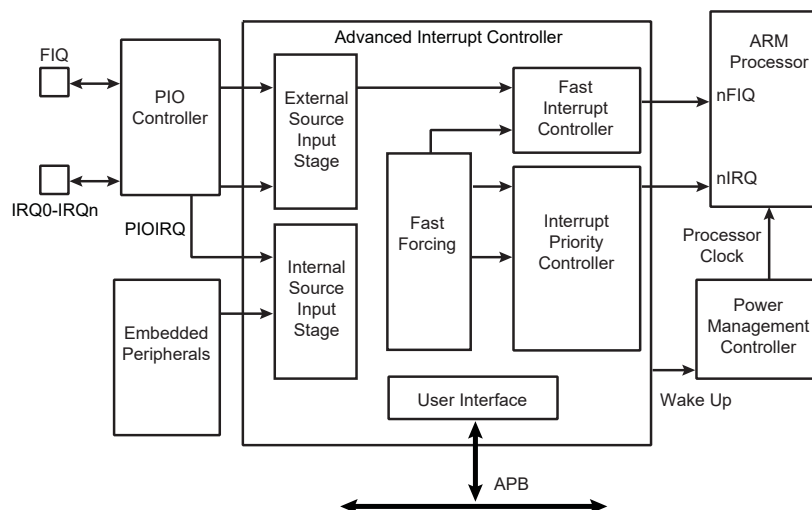 Advanced Interrupt Controller
FIQ
PIO
Controller
IRQ0-IRQn
PIOIRQ
Embedded
Peripherals
External
Source
Input
Stage
Internal
Source
Input
Stage
Fast
Forcing
Fast
Interrupt
Controller
Interrupt
Priority
Controller
User Interface
APB
ARM
Processor
nFIQ
nIRQ
Processor
Clock
Power
Management
Controller
Wake Up